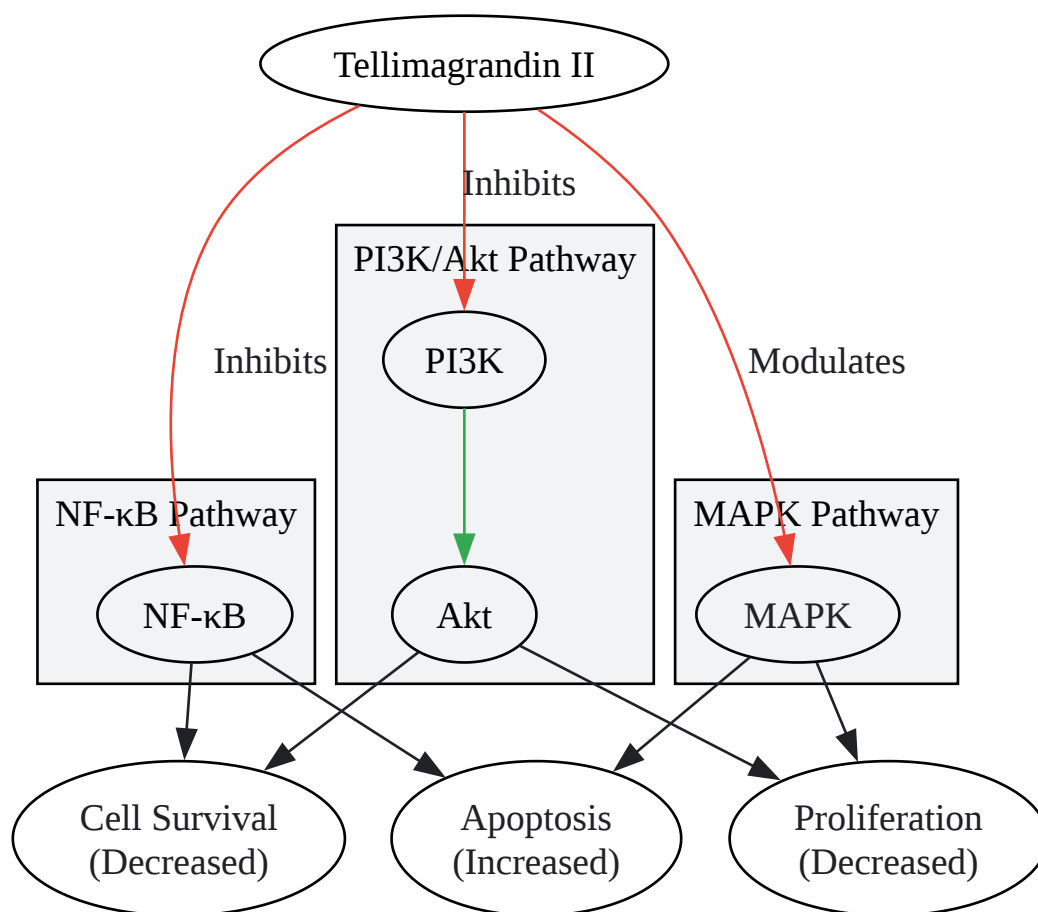 Tellimagrandin II
Inhibits
PI3K/Akt Pathway
PI3K
Inhibits
Modulates
NF-κB Pathway
MAPK Pathway
NF-κB
Akt
MAPK
Cell Survival
(Decreased)
Apoptosis
(Increased)
Proliferation
(Decreased)